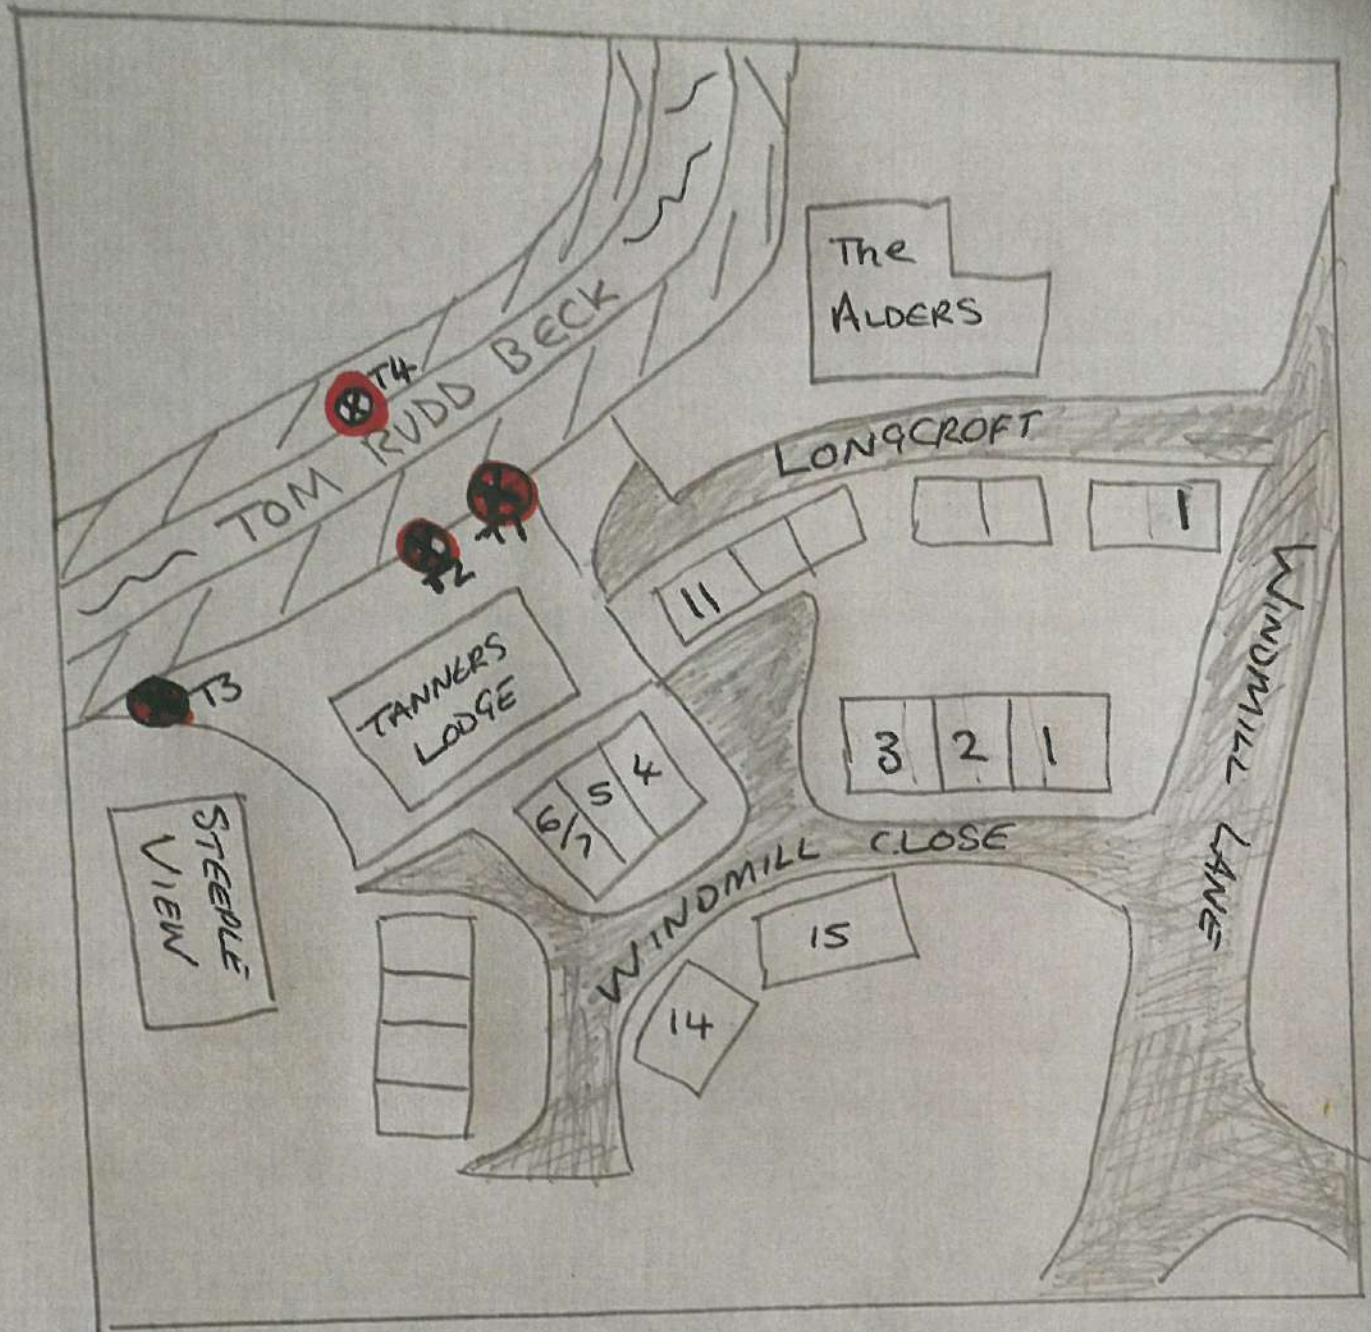 The
ALDERS
T4
TOM RUDD BECK
LONGCROFT
T1
T2
11
1
T3
TANNERS
LODGE
WINDMILL LANE
4
5
6/7
3
2
1
STEEPLE
VIEW
WINDMILL CLOSE
15
14